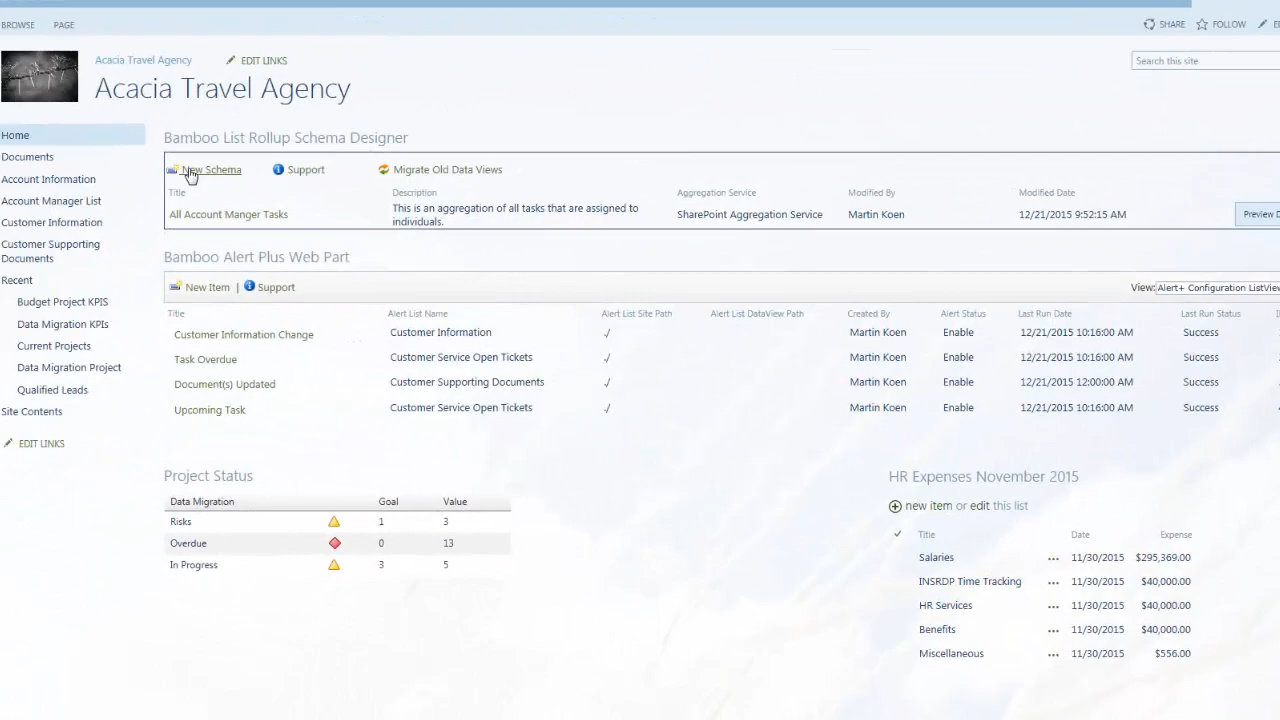 BROWSE PAGE SHARE FOLLOW
Acacia Travel Agency EDIT LINKS
Search this site
Acacia Travel Agency
Home
Documents
Account Information
Account Manager List
Customer Information
Customer Supporting
Documents
Recent
Budget Project KPIS
Data Migration KPIs
Current Projects
Data Migration Project
Qualified Leads
Site Contents
EDIT LINKS
Bamboo List Rollup Schema Designer
New Schema Support Migrate Old Data Views
Title Description Aggregation Service Modified By Modified Date
All Account Manger Tasks This is an aggregation of all tasks that are assigned to SharePoint Aggregation Service Martin Koen 12/21/2015 9:52:15 AM Preview D
individuals.
Bamboo Alert Plus Web Part
New Item | Support View: Alert+ Configuration ListView
Title Alert List Name Alert List Site Path Alert List DataView Path Created By Alert Status Last Run Date Last Run Status
Customer Information Change Customer Information ./ Martin Koen Enable 12/21/2015 10:16:00 AM Success
Task Overdue Customer Service Open Tickets ./ Martin Koen Enable 12/21/2015 10:16:00 AM Success
Document(s) Updated Customer Supporting Documents ./ Martin Koen Enable 12/21/2015 12:00:00 AM Success
Upcoming Task Customer Service Open Tickets ./ Martin Koen Enable 12/21/2015 10:16:00 AM Success
Project Status
Data Migration Goal Value
Risks 1 3
Overdue 0 13
In Progress 3 5
HR Expenses November 2015
new item or edit this list
Title Date Expense
Salaries ... 11/30/2015 $295,369.00
INSRDP Time Tracking ... 11/30/2015 $40,000.00
HR Services ... 11/30/2015 $40,000.00
Benefits ... 11/30/2015 $40,000.00
Miscellaneous ... 11/30/2015 $556.00